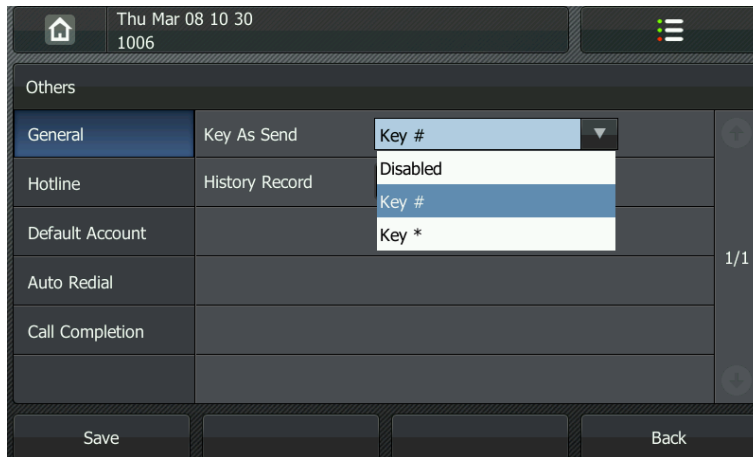 Thu Mar 08 10 30
1006
Others
General
Key As Send
Key #
Disabled
Hotline
History Record
Key #
Default Account
Key *
1/1
Auto Redial
Call Completion
Save
Back